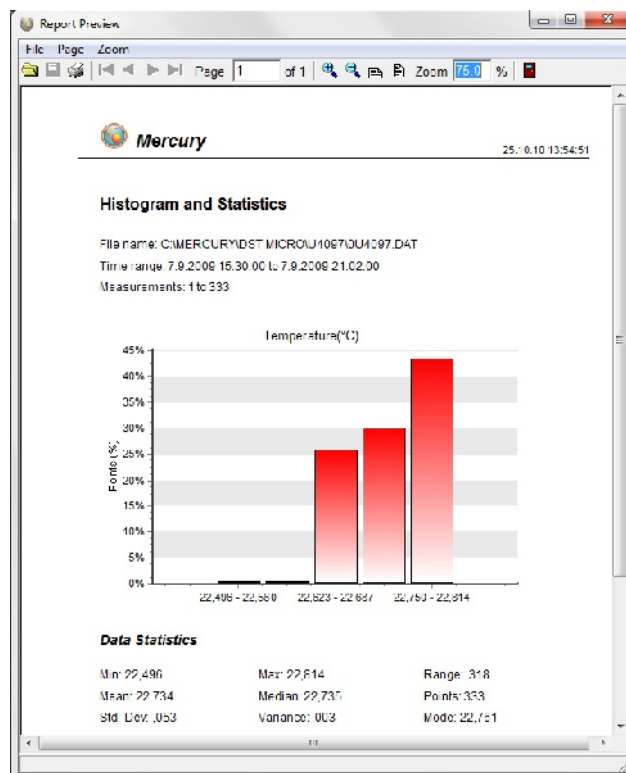 Report Preview
File Page Zoom
Page 1 of 1 Zoom 75.0 %
Mercury
25.10.10 13:54:51
Histogram and Statistics
File name: C:\MERCURY\DST MICRO\U4097\0U4097.DAT
Time range: 7.9.2009 15.30.00 to 7.9.2009 21.02.00
Measurements: 1 to 333
Temperature(°C)
45%
40%
35%
30%
25%
20%
15%
10%
5%
0%
Points(%)
22,496 - 22,560 22,623 - 22,687 22,750 - 22,814
Data Statistics
Min: 22,496 Max: 22,814 Range: ,318
Mean: 22,734 Median: 22,735 Points: 333
Std. Dev: ,053 Variance: ,003 Mode: 22,761